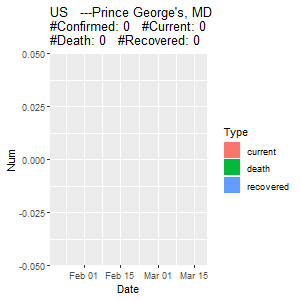 US   ---Prince George's, MD
#Confirmed: 0   #Current: 0
#Death: 0   #Recovered: 0
0.050
0.025
0.000
-0.025
-0.050
Num
Feb 01
Feb 15
Mar 01
Mar 15
Date
Type
current
death
recovered